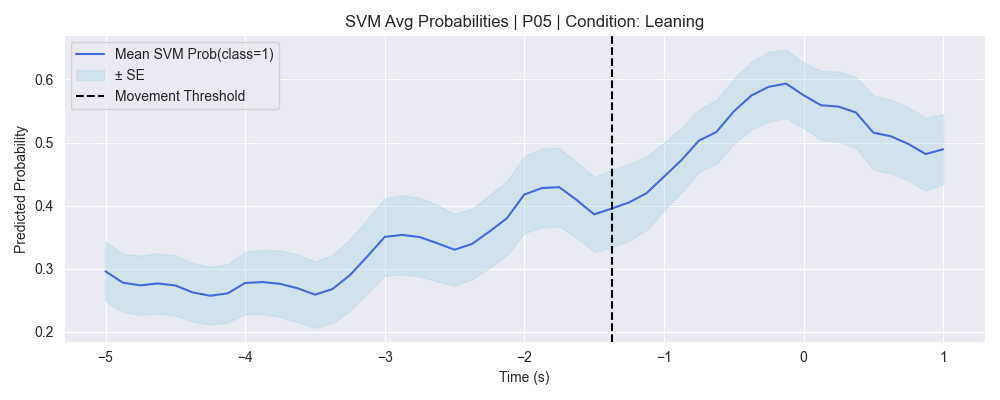 SVM Avg Probabilities | P05 | Condition: Leaning
Mean SVM Prob(class=1)
± SE
Movement Threshold
Predicted Probability
0.6
0.5
0.4
0.3
0.2
−5
−4
−3
−2
−1
0
1
Time (s)